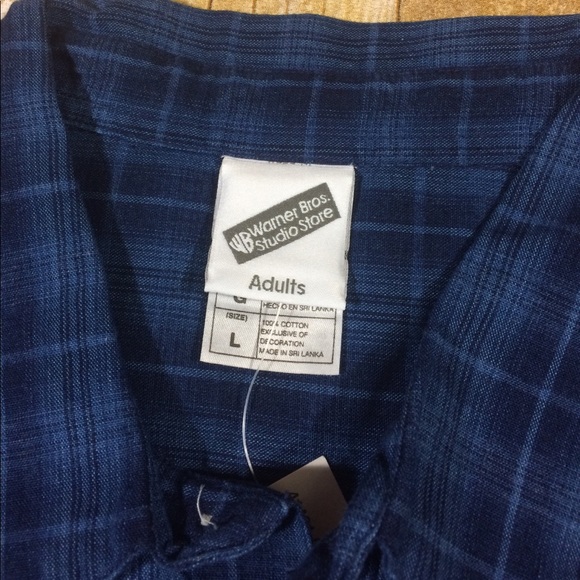 WB Warner Bros.
Studio Store
Adults
G
HECHO EN SRI LANKA
(SIZE)
L
100% COTTON
EXCLUSIVE OF
DECORATION
MADE IN SRI LANKA